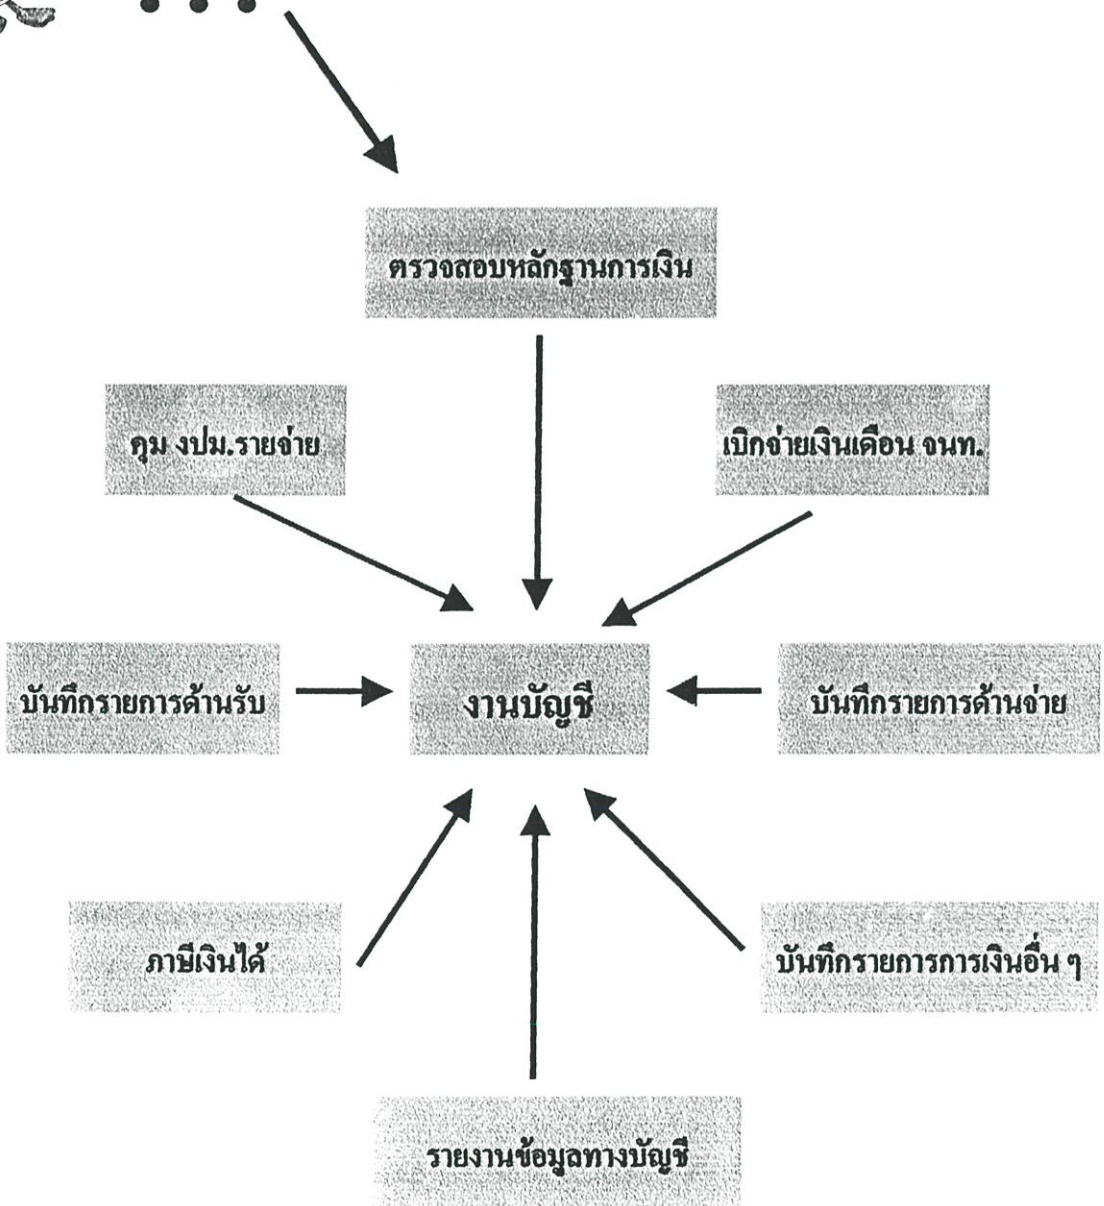 ตรวจสอบหลักฐานการเงิน
คุม งปม.รายจ่าย
เบิกจ่ายเงินเดือน จนท.
บันทึกรายการด้านรับ
งานบัญชี
บันทึกรายการด้านจ่าย
ภาษีเงินได้
บันทึกรายการการเงินอื่น ๆ
รายงานข้อมูลทางบัญชี